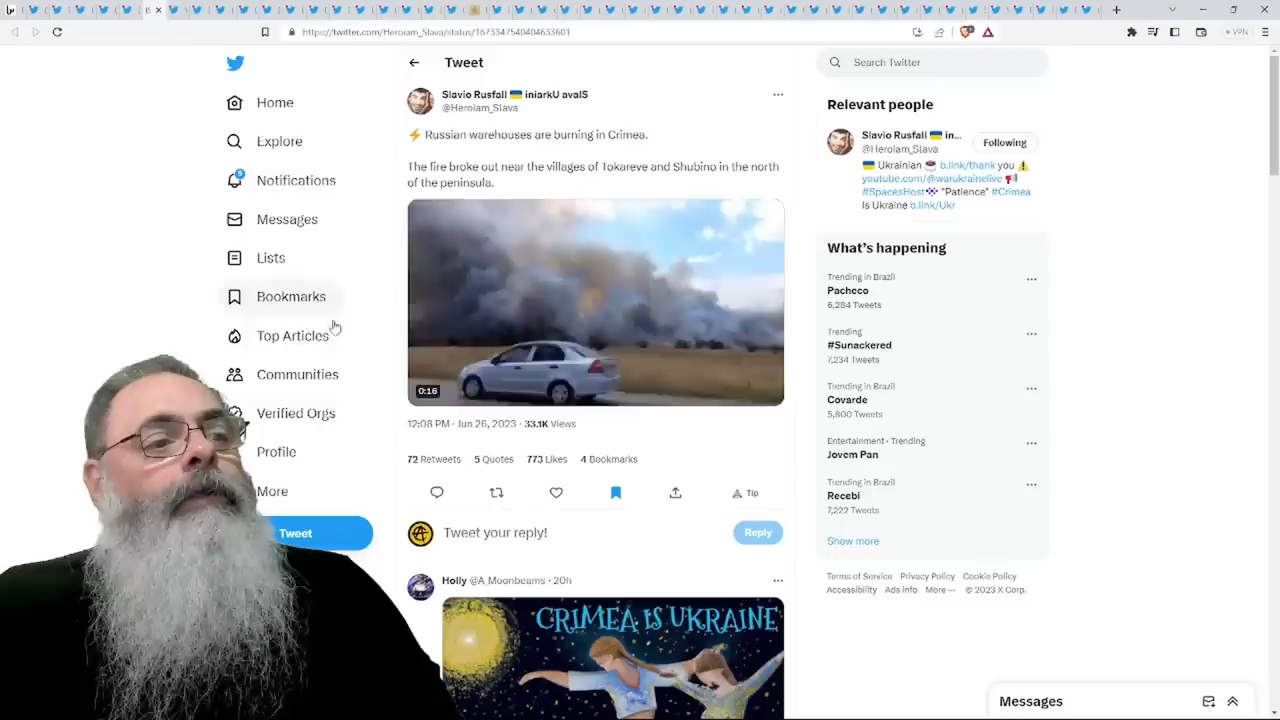 https://twitter.com/Heroiam_Slava/status/1673347540404633601
VPN
Tweet
Search Twitter
Home
Explore
9
Notifications
Messages
Lists
Bookmarks
Top Articles
Communities
Verified Orgs
Profile
More
Tweet
Slavio Rusfall 🇺🇦 iniarkU avalS
@Heroiam_Slava
⚡ Russian warehouses are burning in Crimea.
The fire broke out near the villages of Tokareve and Shubino in the north
of the peninsula.
0:16
12:08 PM · Jun 26, 2023 · 33.1K Views
72 Retweets 5 Quotes 773 Likes 4 Bookmarks
Tip
Tweet your reply!
Reply
Holly @A_Moonbeams · 20h
CRIMEA IS UKRAINE
Relevant people
Slavio Rusfall 🇺🇦 in...
@Heroiam_Slava
Following
🇺🇦 Ukrainian ☕ b.link/thank you ⚠️
youtube.com/@warukrainelive 📢
#SpacesHost "Patience" #Crimea
Is Ukraine b.link/Ukr
What's happening
Trending in Brazil
Pacheco
6,284 Tweets
Trending
#Sunackered
7,234 Tweets
Trending in Brazil
Covarde
5,800 Tweets
Entertainment · Trending
Jovem Pan
Trending in Brazil
Recebi
7,222 Tweets
Show more
Terms of Service Privacy Policy Cookie Policy
Accessibility Ads info More ··· © 2023 X Corp.
Messages